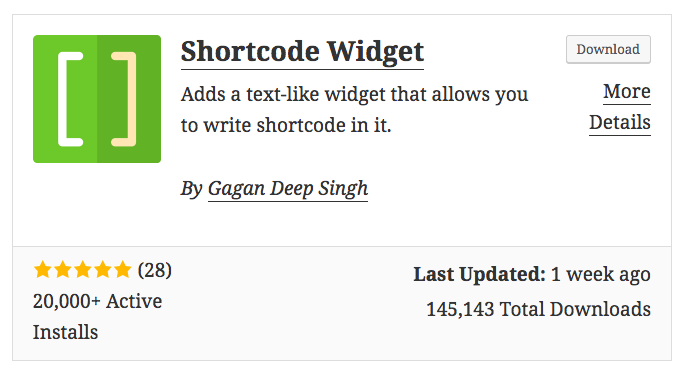 Shortcode Widget
Download
Adds a text-like widget that allows you
to write shortcode in it.
More
Details
By Gagan Deep Singh
(28)
20,000+ Active
Installs
Last Updated: 1 week ago
145,143 Total Downloads